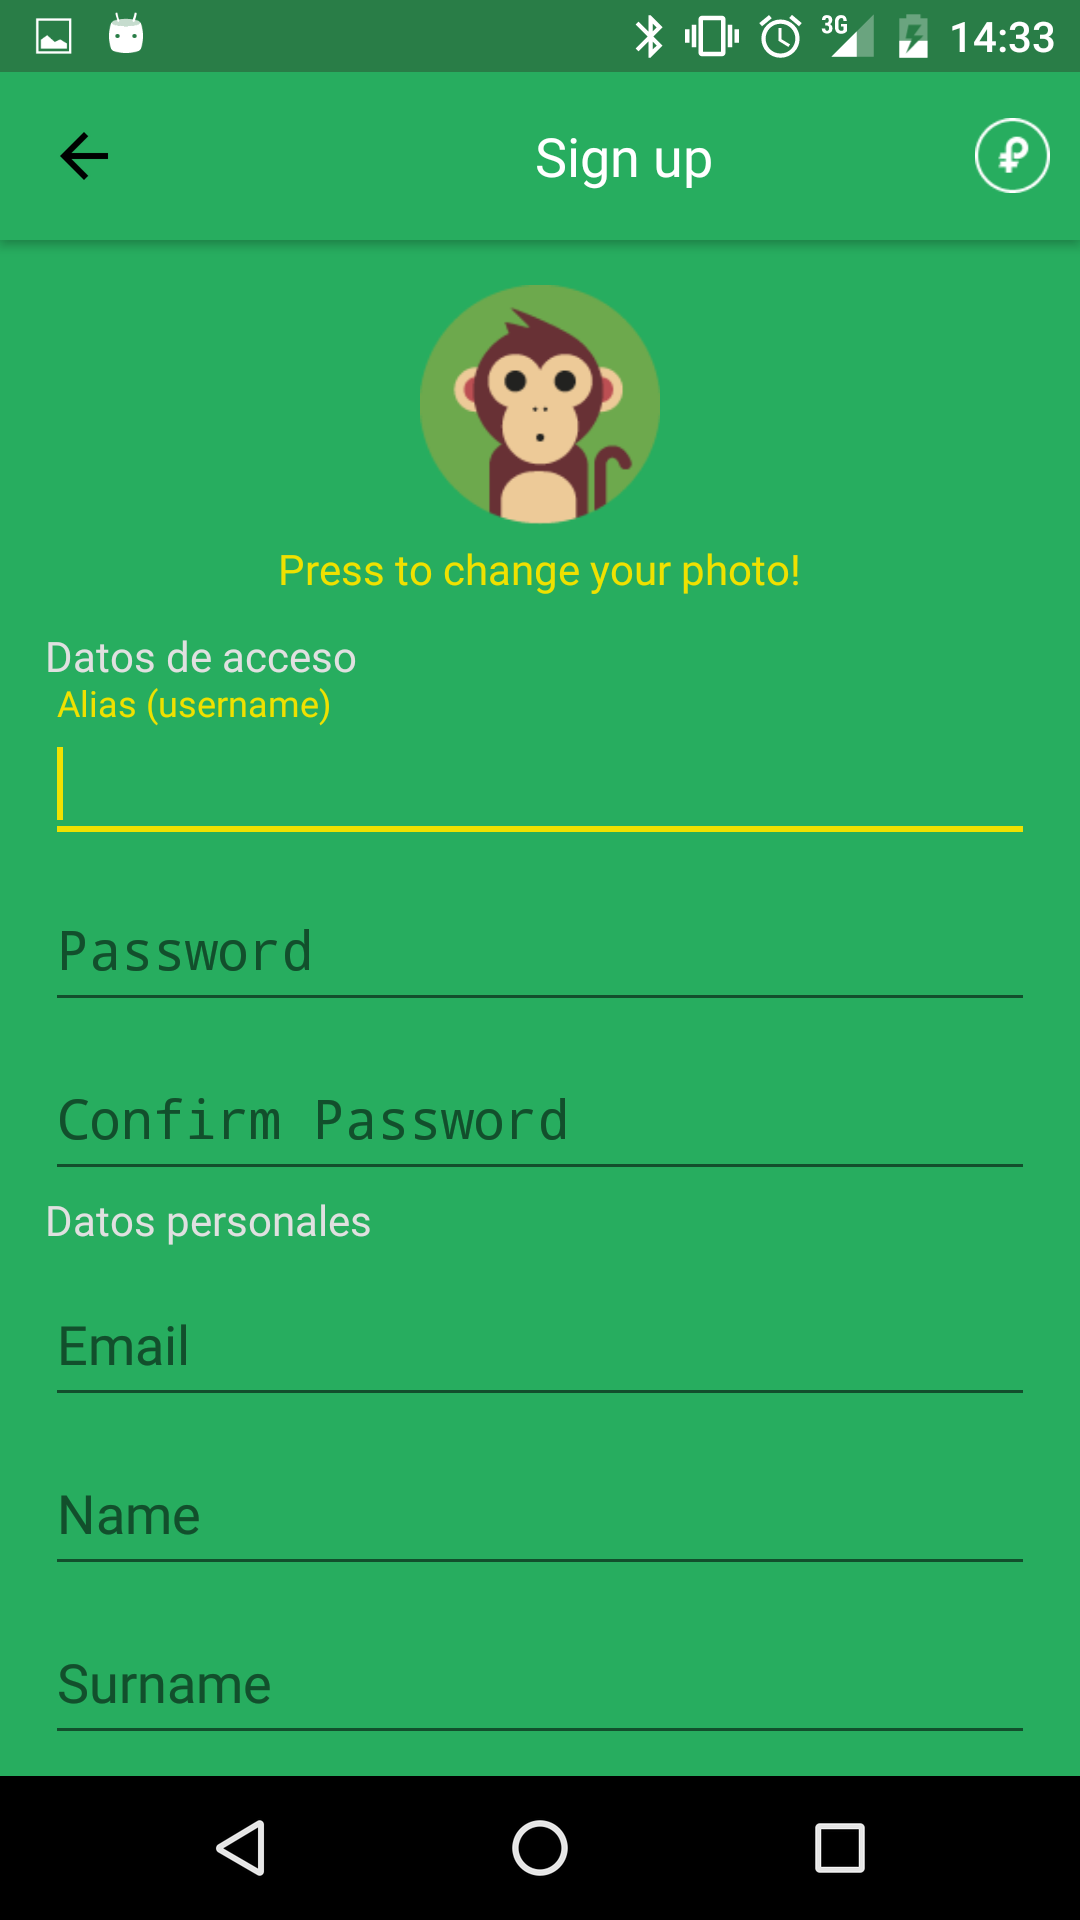 3G 14:33
Sign up
Press to change your photo!
Datos de acceso
Alias (username)
Password
Confirm Password
Datos personales
Email
Name
Surname